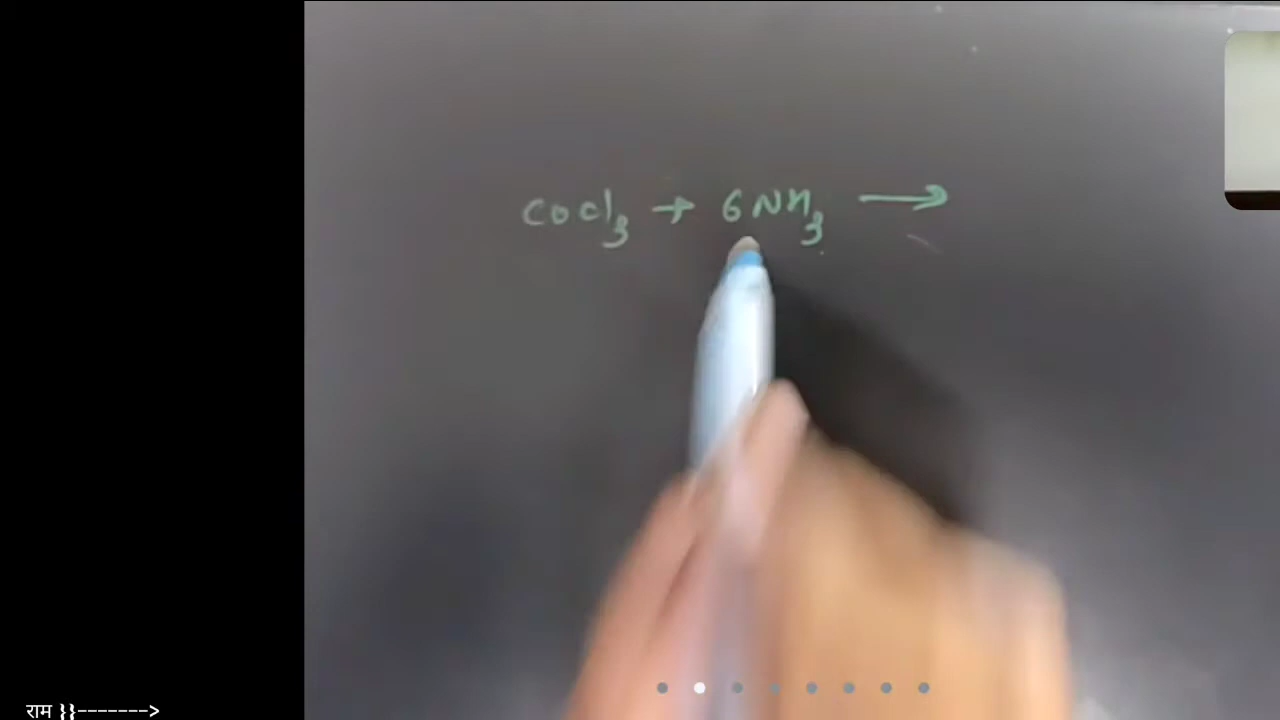 CoCl3 + 6NH3 ⟶
राम }}------->